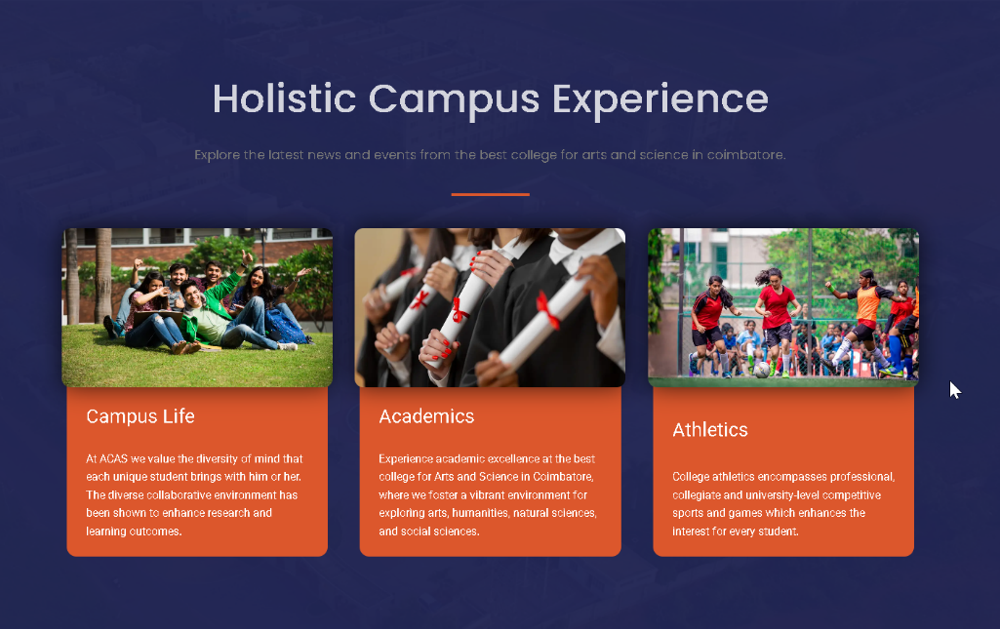 Holistic Campus Experience
Explore the latest news and events from the best college for arts and science in coimbatore.
Campus Life
At ACAS we value the diversity of mind that
each unique student brings with him or her.
The diverse collaborative environment has
been shown to enhance research and
learning outcomes.
Academics
Experience academic excellence at the best
college for Arts and Science in Coimbatore,
where we foster a vibrant environment for
exploring arts, humanities, natural sciences,
and social sciences.
Athletics
College athletics encompasses professional,
collegiate and university-level competitive
sports and games which enhances the
interest for every student.